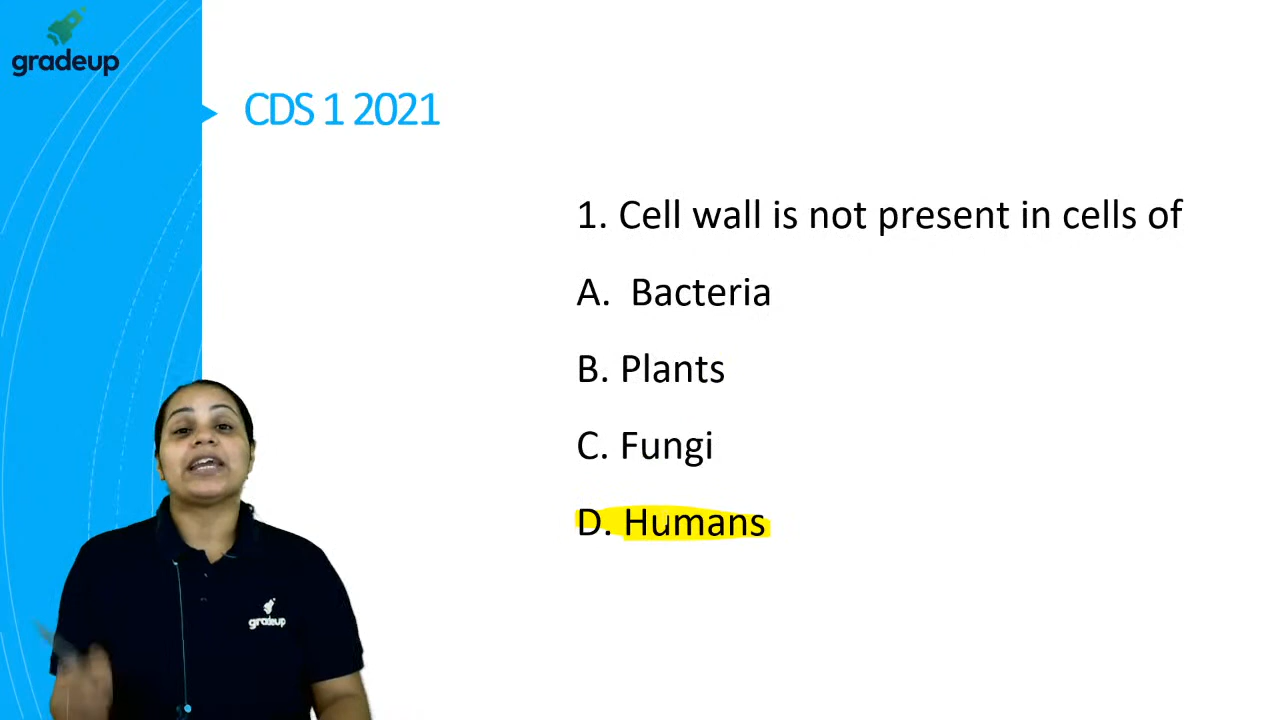 gradeup
CDS 1 2021
1. Cell wall is not present in cells of
A. Bacteria
B. Plants
C. Fungi
D. Humans
gradeup